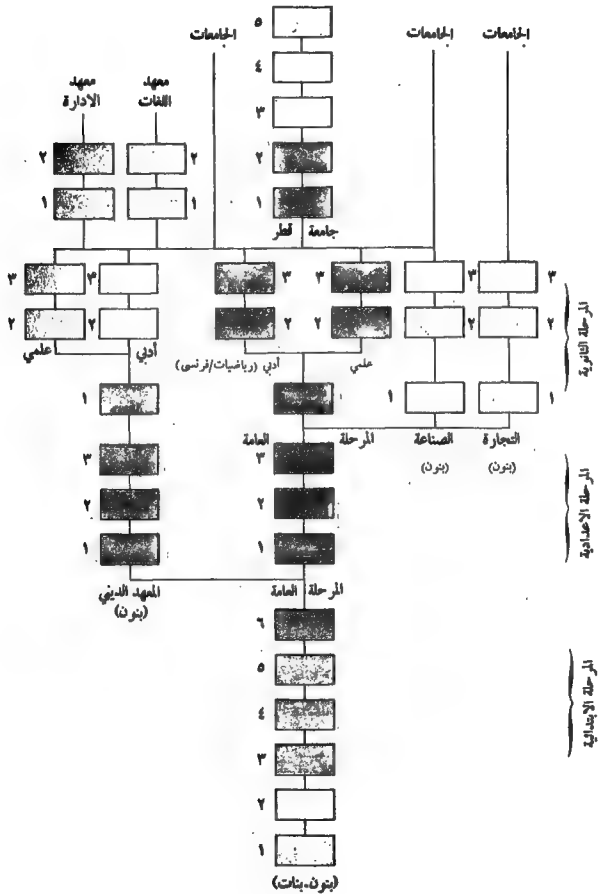 ٥
الجامعات
الجامعات
الجامعات
٤
معهد
اللغات
معهد
الادارة
٣
٢
٢
٢
١
١
١
جامعة قطر
٣
٣
٣
٣
٣
٣
٢
٢
٢
٢
٢
٢
المرحلة الثانوية
علمي
أدبي (رياضيات/فرنسى)
أدبي
علمي
١
١
١
التجارة
(بنون)
الصناعة
(بنون)
المرحلة العامة
٣
٣
٢
٢
المرحلة الاعدادية
١
١
المرحلة العامة
المعهد الديني
(بنون)
٦
٥
٤
المرحلة الابتدائية
٣
٢
١
(بنون-بنات)